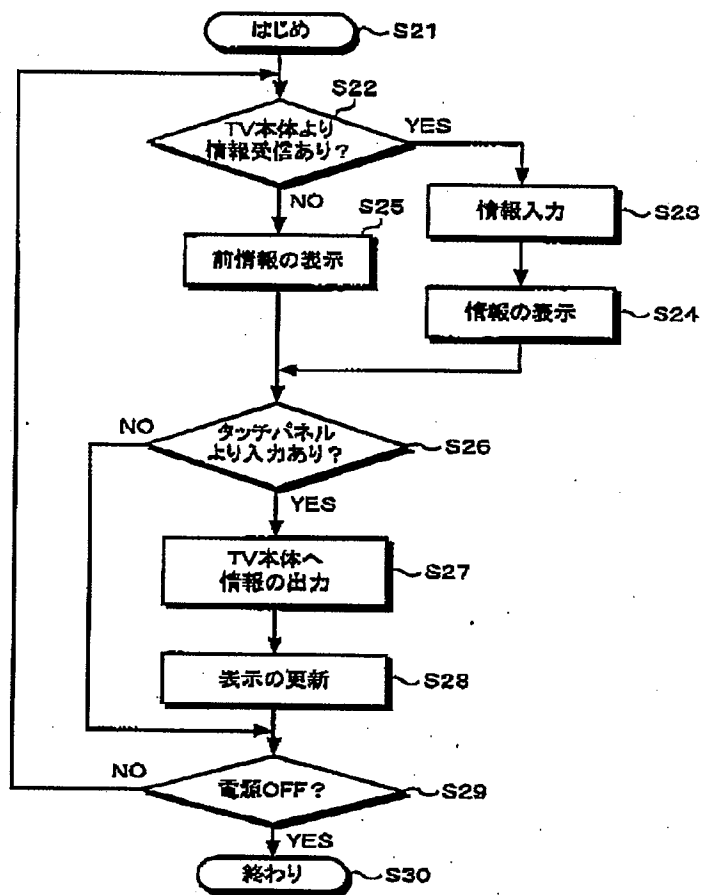 はじめ
S21
S22
TV本体より
情報受信あり？
YES
NO
S23
情報入力
S24
情報の表示
S25
前情報の表示
NO
タッチパネル
より入力あり？
S26
YES
TV本体へ
情報の出力
S27
表示の更新
S28
NO
電源OFF？
S29
YES
終わり
S30